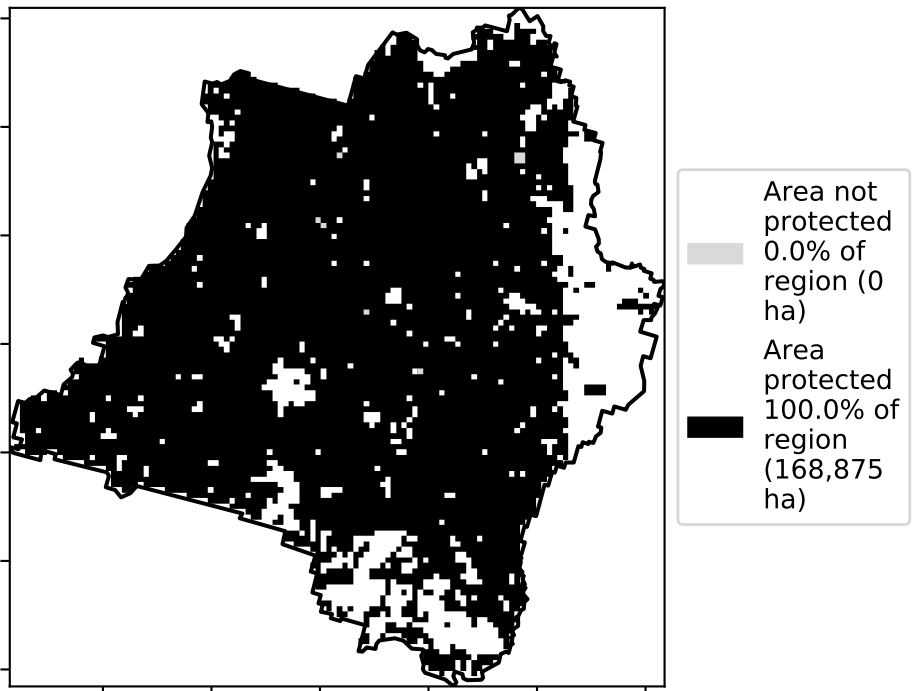 Area not
protected
0.0% of
region (0
ha)
Area
protected
100.0% of
region
(168,875
ha)